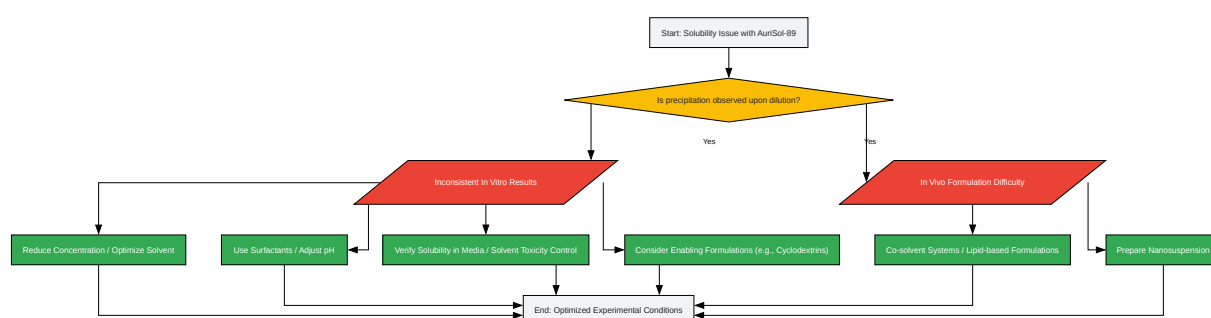 Start: Solubility Issue with AuriSol-89
Is precipitation observed upon dilution?
Yes
Yes
Inconsistent In Vitro Results
In Vivo Formulation Difficulty
Reduce Concentration / Optimize Solvent
Use Surfactants / Adjust pH
Verify Solubility in Media / Solvent Toxicity Control
Consider Enabling Formulations (e.g., Cyclodextrins)
Co-solvent Systems / Lipid-based Formulations
Prepare Nanosuspension
End: Optimized Experimental Conditions